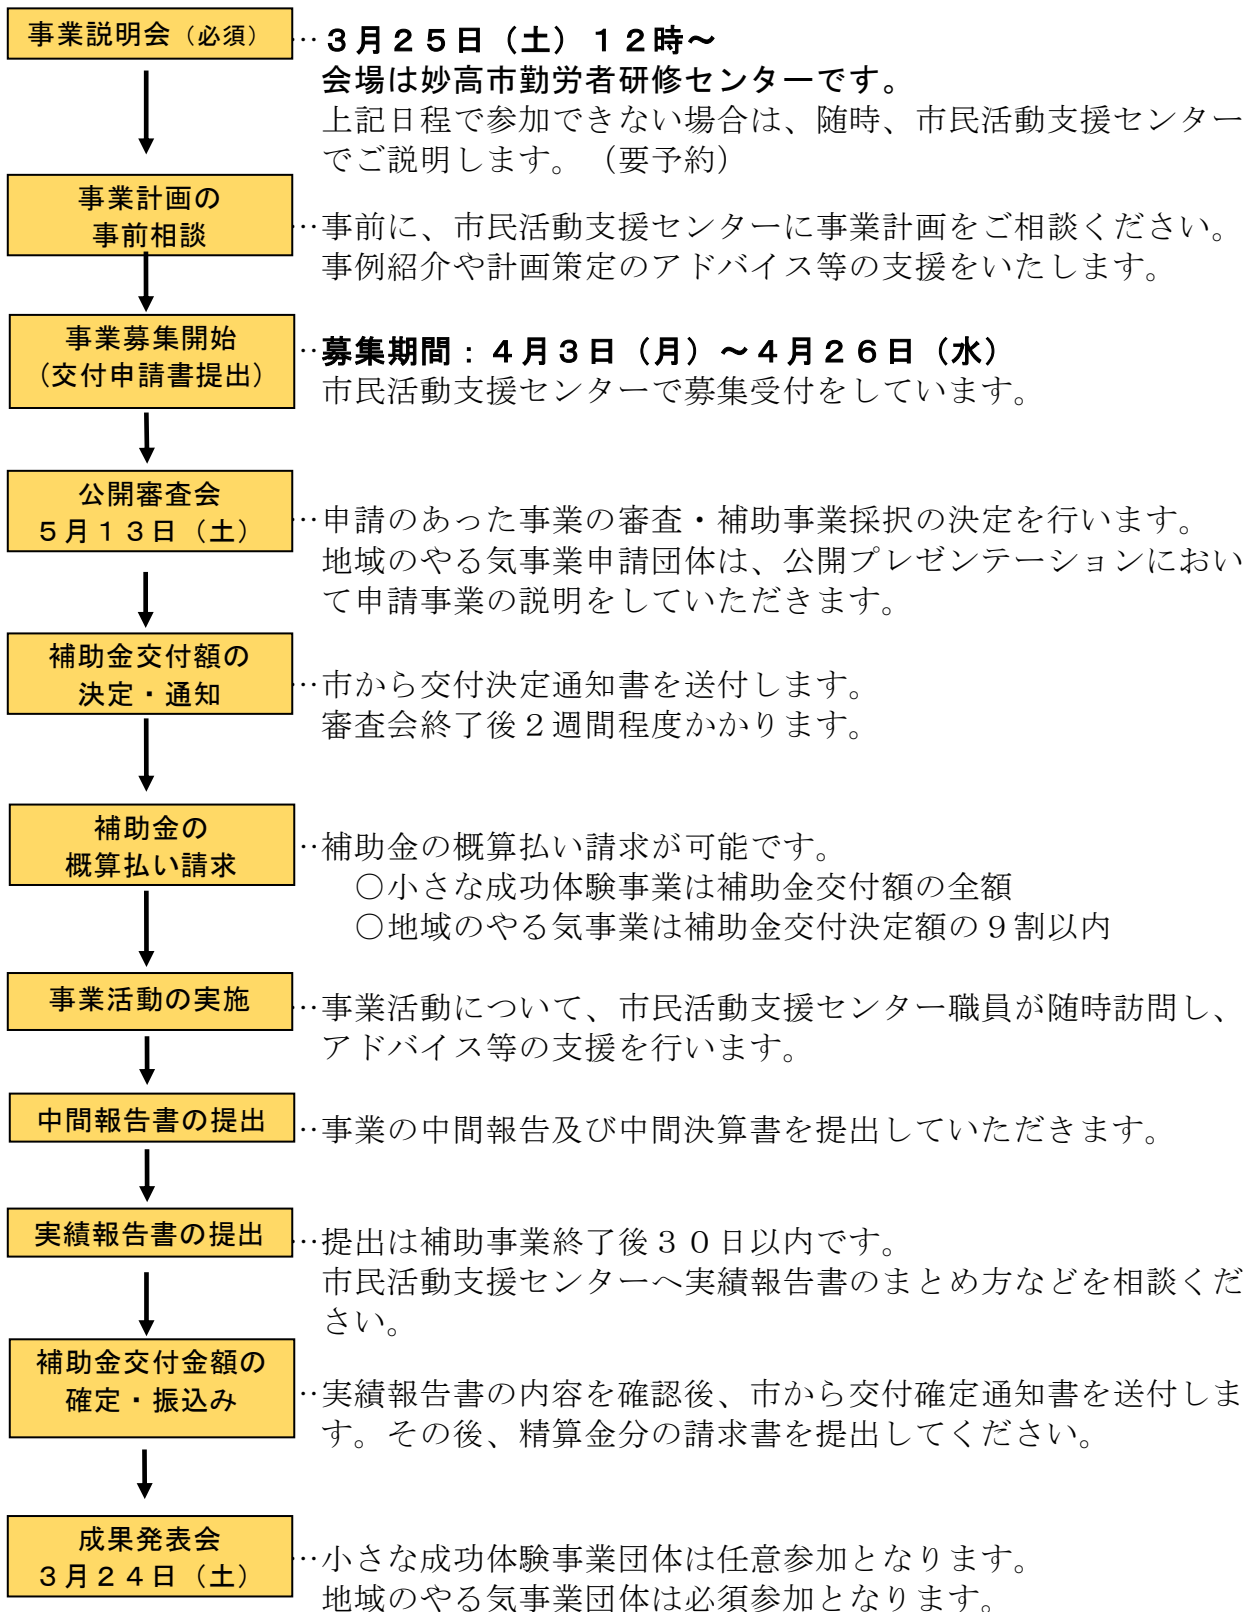 事業説明会（必須）
‥３月２５日（土）１２時～
会場は妙高市勤労者研修センターです。
上記日程で参加できない場合は、随時、市民活動支援センター
でご説明します。（要予約）
事業計画の
事前相談
‥事前に、市民活動支援センターに事業計画をご相談ください。
事例紹介や計画策定のアドバイス等の支援をいたします。
事業募集開始
（交付申請書提出）
‥募集期間：４月３日（月）～４月２６日（水）
市民活動支援センターで募集受付をしています。
公開審査会
５月１３日（土）
‥申請のあった事業の審査・補助事業採択の決定を行います。
地域のやる気事業申請団体は、公開プレゼンテーションにおい
て申請事業の説明をしていただきます。
補助金交付額の
決定・通知
‥市から交付決定通知書を送付します。
審査会終了後２週間程度かかります。
補助金の
概算払い請求
‥補助金の概算払い請求が可能です。
○小さな成功体験事業は補助金交付額の全額
○地域のやる気事業は補助金交付決定額の９割以内
事業活動の実施
‥事業活動について、市民活動支援センター職員が随時訪問し、
アドバイス等の支援を行います。
中間報告書の提出
‥事業の中間報告及び中間決算書を提出していただきます。
実績報告書の提出
‥提出は補助事業終了後３０日以内です。
市民活動支援センターへ実績報告書のまとめ方などを相談くだ
さい。
補助金交付金額の
確定・振込み
‥実績報告書の内容を確認後、市から交付確定通知書を送付しま
す。その後、精算金分の請求書を提出してください。
成果発表会
３月２４日（土）
‥小さな成功体験事業団体は任意参加となります。
地域のやる気事業団体は必須参加となります。